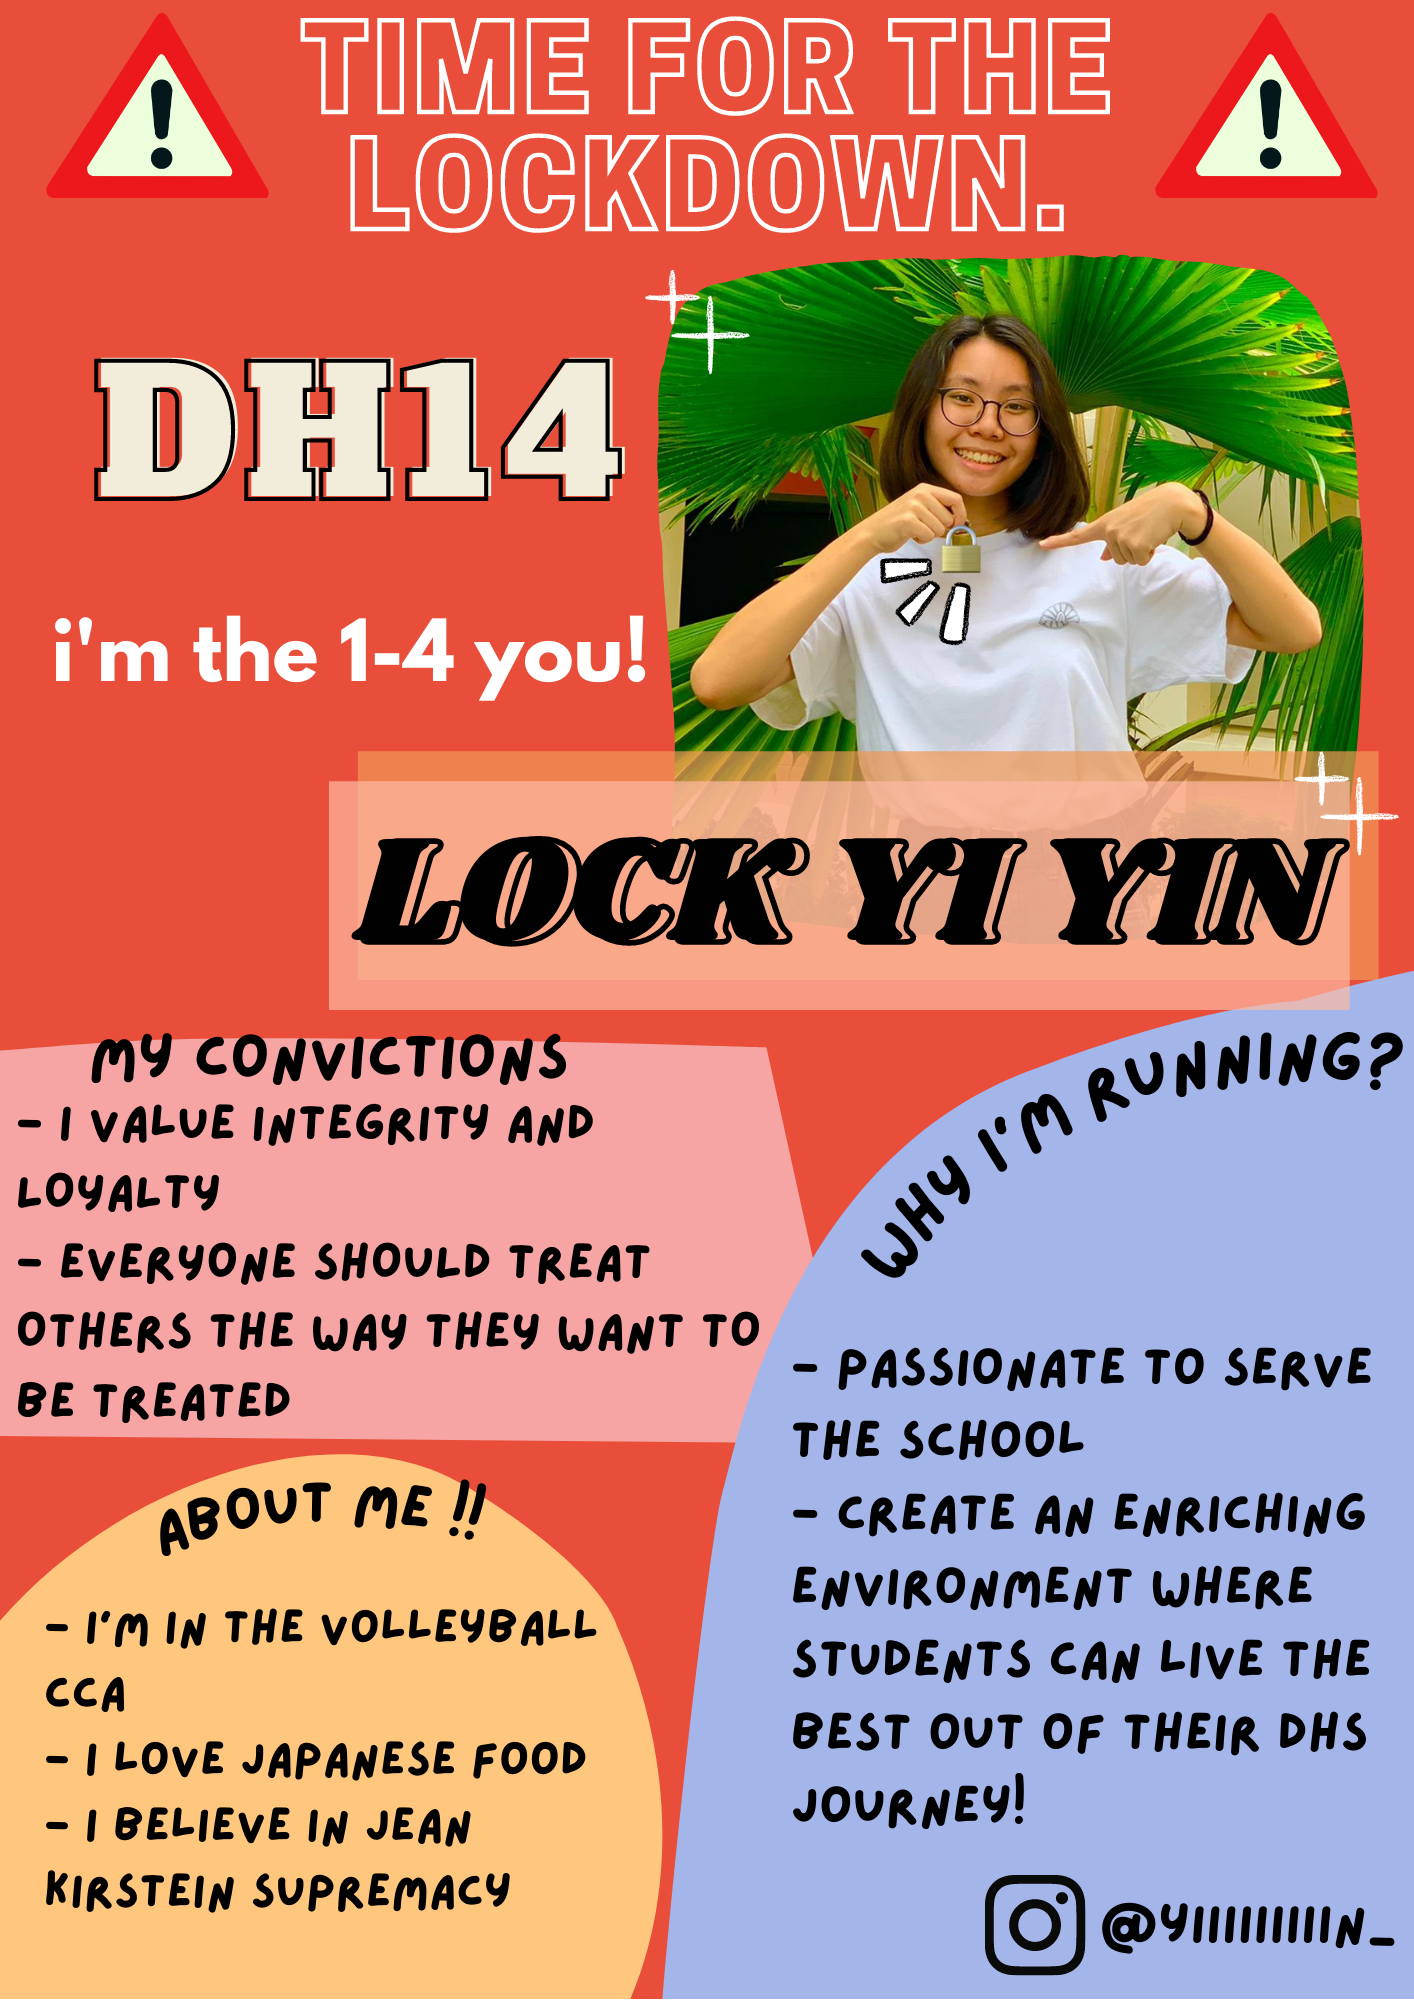 TIME FOR THE
LOCKDOWN.
DH14
i'm the 1-4 you!
LOCK YI YIN
MY CONVICTIONS
- I VALUE INTEGRITY AND
LOYALTY
- EVERYONE SHOULD TREAT
OTHERS THE WAY THEY WANT TO
BE TREATED
ABOUT ME !!
- I'M IN THE VOLLEYBALL
CCA
- I LOVE JAPANESE FOOD
- I BELIEVE IN JEAN
KIRSTEIN SUPREMACY
WHY I'M RUNNING?
- PASSIONATE TO SERVE
THE SCHOOL
- CREATE AN ENRICHING
ENVIRONMENT WHERE
STUDENTS CAN LIVE THE
BEST OUT OF THEIR DHS
JOURNEY!
@YIIIIIIIIIIN_